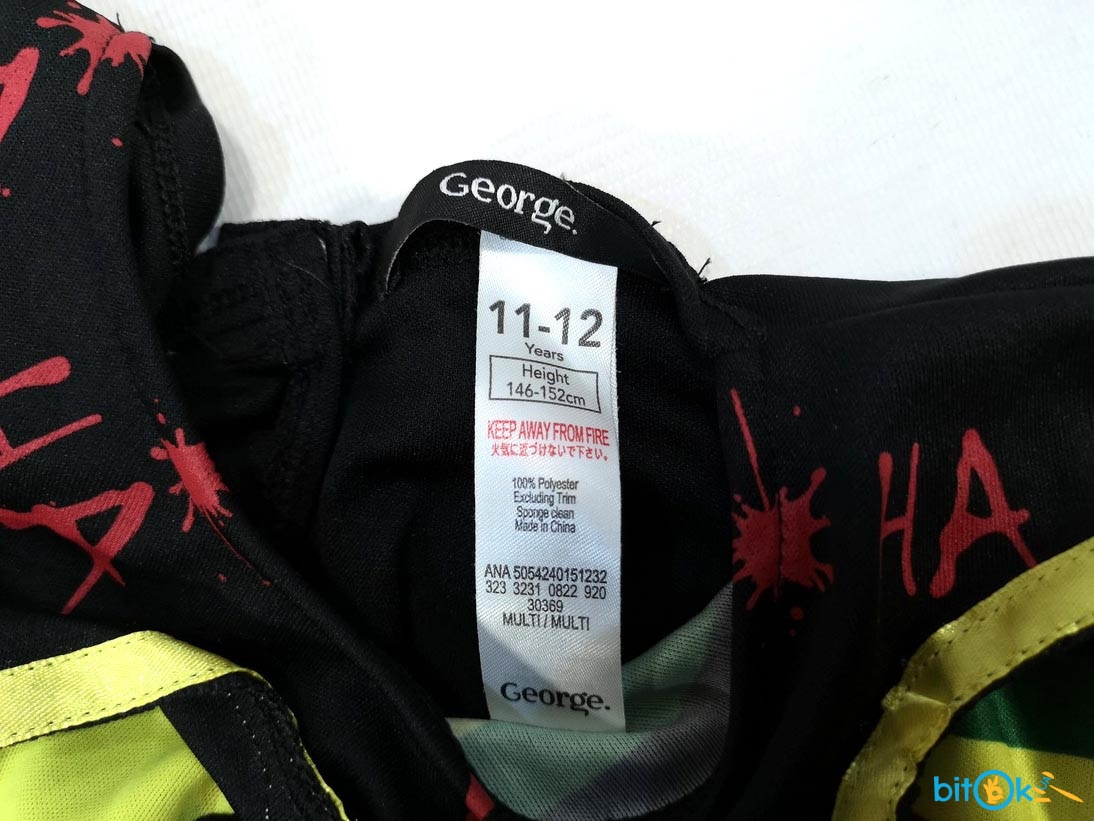 George.
11-12
Years
Height
146-152cm
KEEP AWAY FROM FIRE
火気に近づけないで下さい。
100% Polyester
Excluding Trim
Sponge clean
Made in China
ANA 5054240151232
323 3231 0822 920
30369
MULTI / MULTI
George.
HA
HA
bitOk